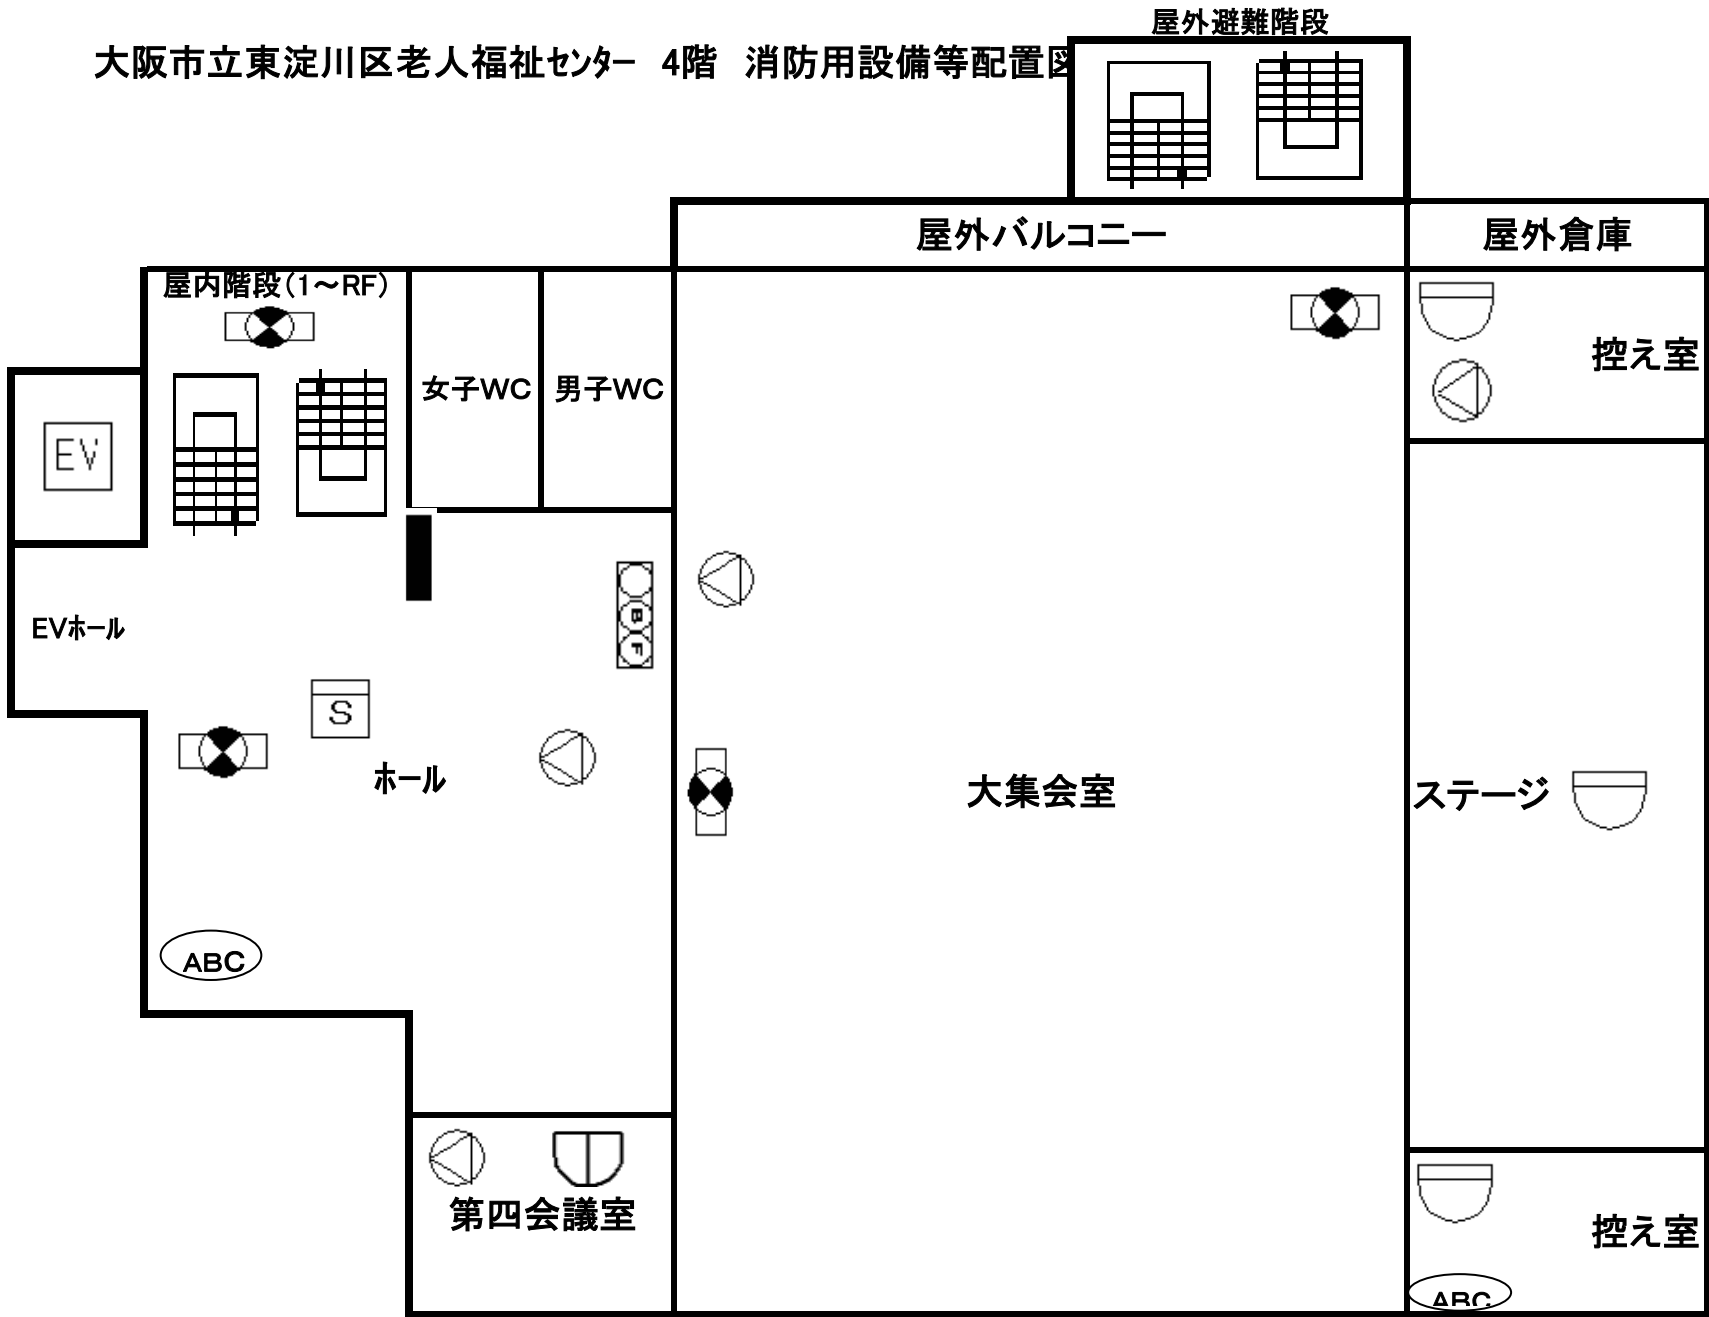 屋外避難階段
大阪市立東淀川区老人福祉センター 4階 消防用設備等配置図
屋外バルコニー
屋外倉庫
屋内階段(1～RF)
控え室
女子WC
男子WC
EV
B
EVホール
F
S
ホール
大集会室
ステージ
ABC
第四会議室
控え室
ABC